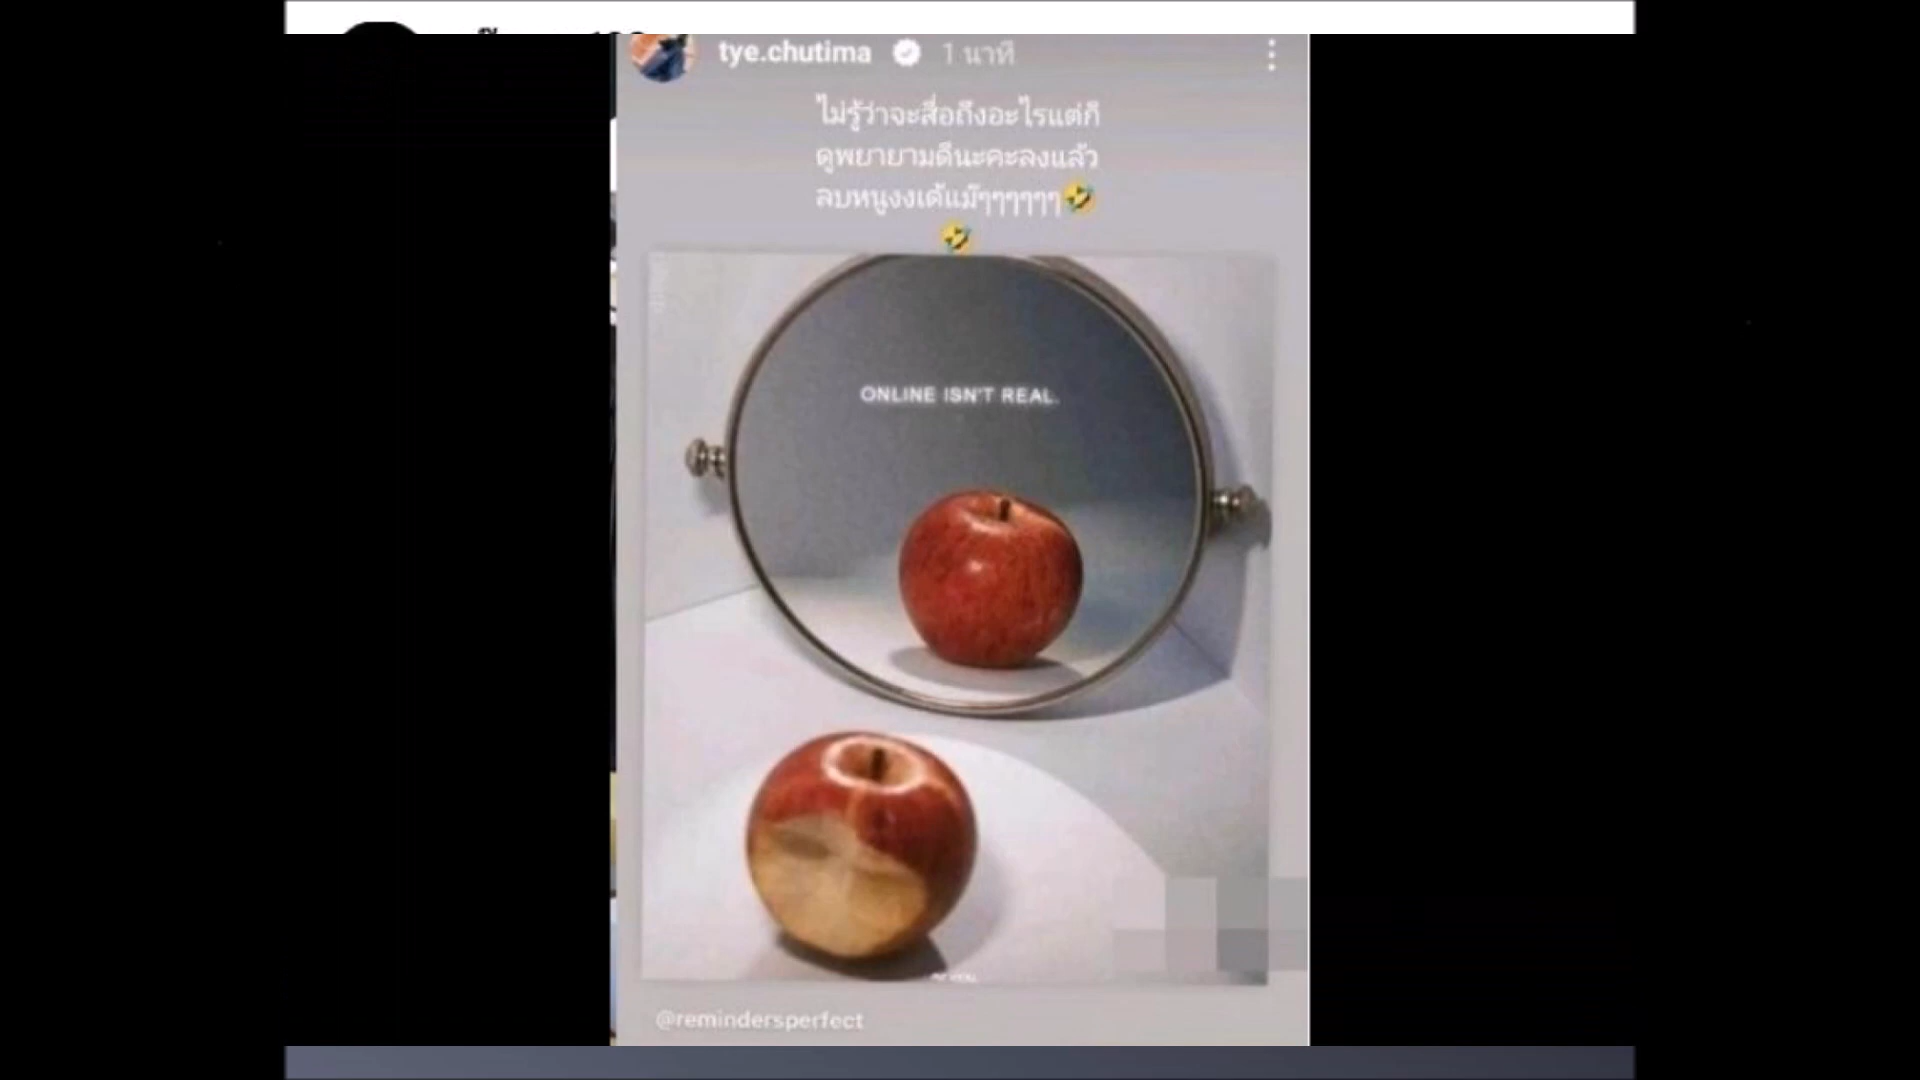 tye.chutima 1 นาที
ไม่รู้ว่าจะสื่อถึงอะไรแต่ก็
ดูพยายามดีนะคะลงแล้ว
ลบหนูงงเด้แม๊ๆๆๆๆๆๆ🤣
🤣
ONLINE ISN'T REAL.
@remindersperfect